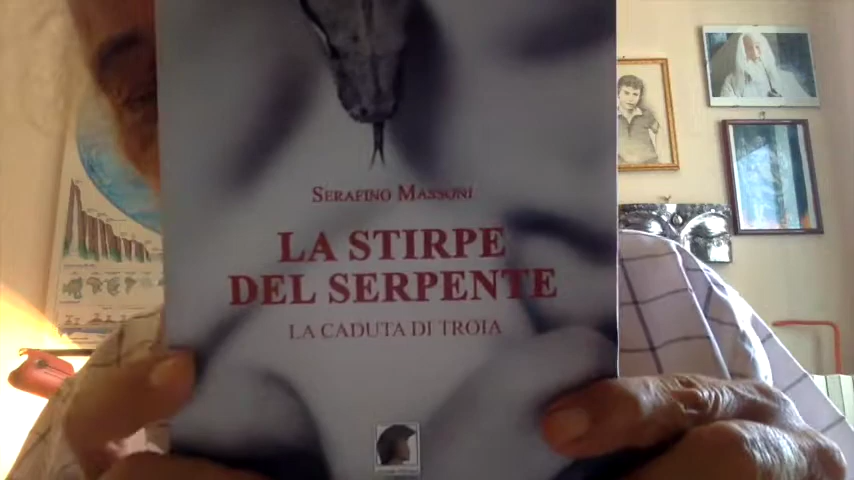 SERAFINO MASSONI
LA STIRPE
DEL SERPENTE
LA CADUTA DI TROIA